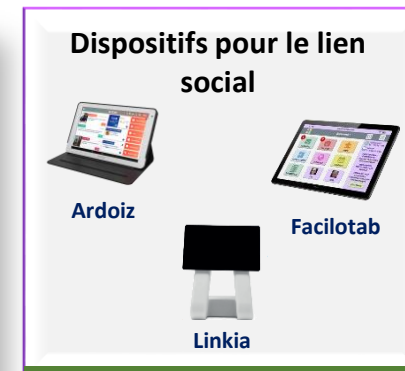 Dispositifs pour le lien
social
Ardoiz
Facilotab
Linkia